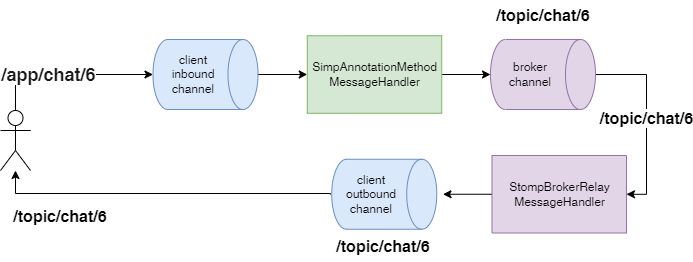 /topic/chat/6
/app/chat/6
client
inbound
channel
SimpAnnotationMethod
MessageHandler
broker
channel
/topic/chat/6
client
outbound
channel
StompBrokerRelay
MessageHandler
/topic/chat/6
/topic/chat/6